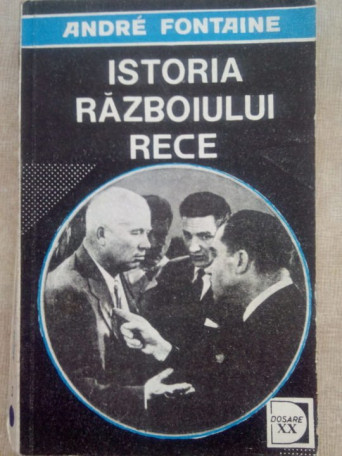 ANDRÉ FONTAINE
ISTORIA
RĂZBOIULUI
RECE
DOSARE
XX